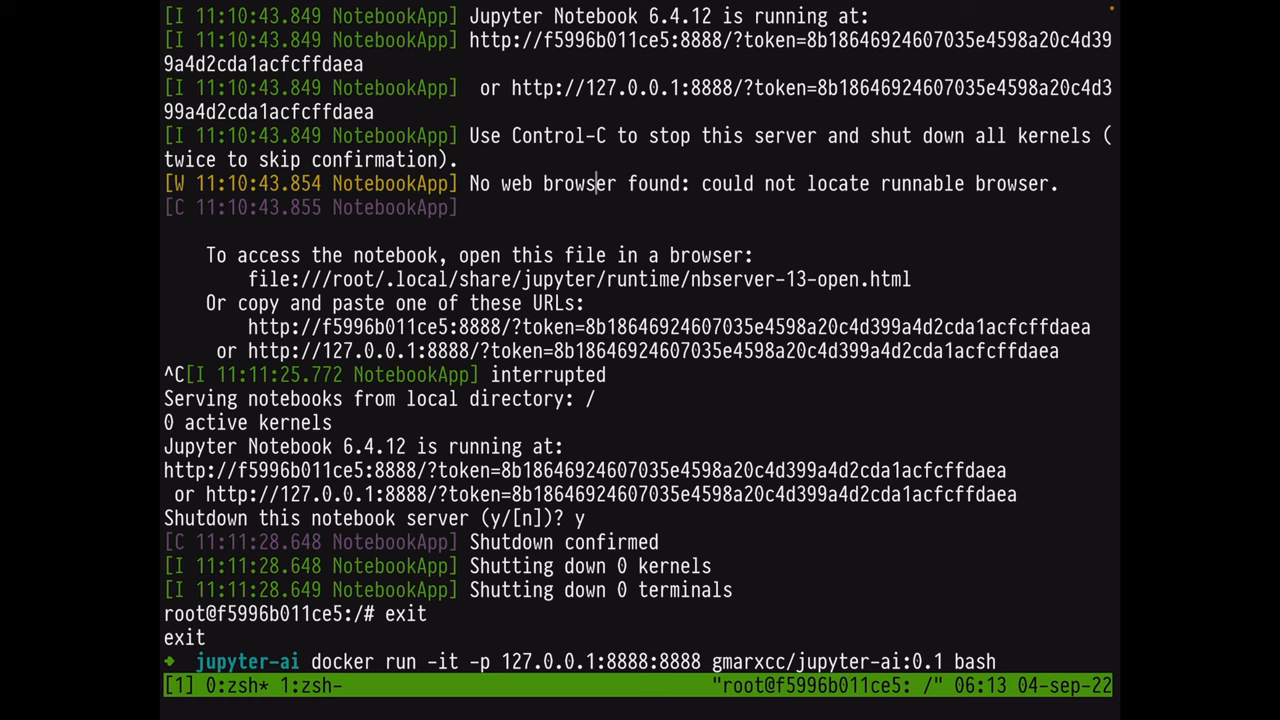 [I 11:10:43.849 NotebookApp] Jupyter Notebook 6.4.12 is running at:
[I 11:10:43.849 NotebookApp] http://f5996b011ce5:8888/?token=8b18646924607035e4598a20c4d39
9a4d2cda1acfcffdaea
[I 11:10:43.849 NotebookApp]  or http://127.0.0.1:8888/?token=8b18646924607035e4598a20c4d3
99a4d2cda1acfcffdaea
[I 11:10:43.849 NotebookApp] Use Control-C to stop this server and shut down all kernels (
twice to skip confirmation).
[W 11:10:43.854 NotebookApp] No web browser found: could not locate runnable browser.
[C 11:10:43.855 NotebookApp]
To access the notebook, open this file in a browser:
file:///root/.local/share/jupyter/runtime/nbserver-13-open.html
Or copy and paste one of these URLs:
http://f5996b011ce5:8888/?token=8b18646924607035e4598a20c4d399a4d2cda1acfcffdaea
or http://127.0.0.1:8888/?token=8b18646924607035e4598a20c4d399a4d2cda1acfcffdaea
^C[I 11:11:25.772 NotebookApp] interrupted
Serving notebooks from local directory: /
0 active kernels
Jupyter Notebook 6.4.12 is running at:
http://f5996b011ce5:8888/?token=8b18646924607035e4598a20c4d399a4d2cda1acfcffdaea
or http://127.0.0.1:8888/?token=8b18646924607035e4598a20c4d399a4d2cda1acfcffdaea
Shutdown this notebook server (y/[n])? y
[C 11:11:28.648 NotebookApp] Shutdown confirmed
[I 11:11:28.648 NotebookApp] Shutting down 0 kernels
[I 11:11:28.649 NotebookApp] Shutting down 0 terminals
root@f5996b011ce5:/# exit
exit
➜  jupyter-ai docker run -it -p 127.0.0.1:8888:8888 gmarxcc/jupyter-ai:0.1 bash
[1] 0:zsh* 1:zsh- "root@f5996b011ce5: /" 06:13 04-sep-22